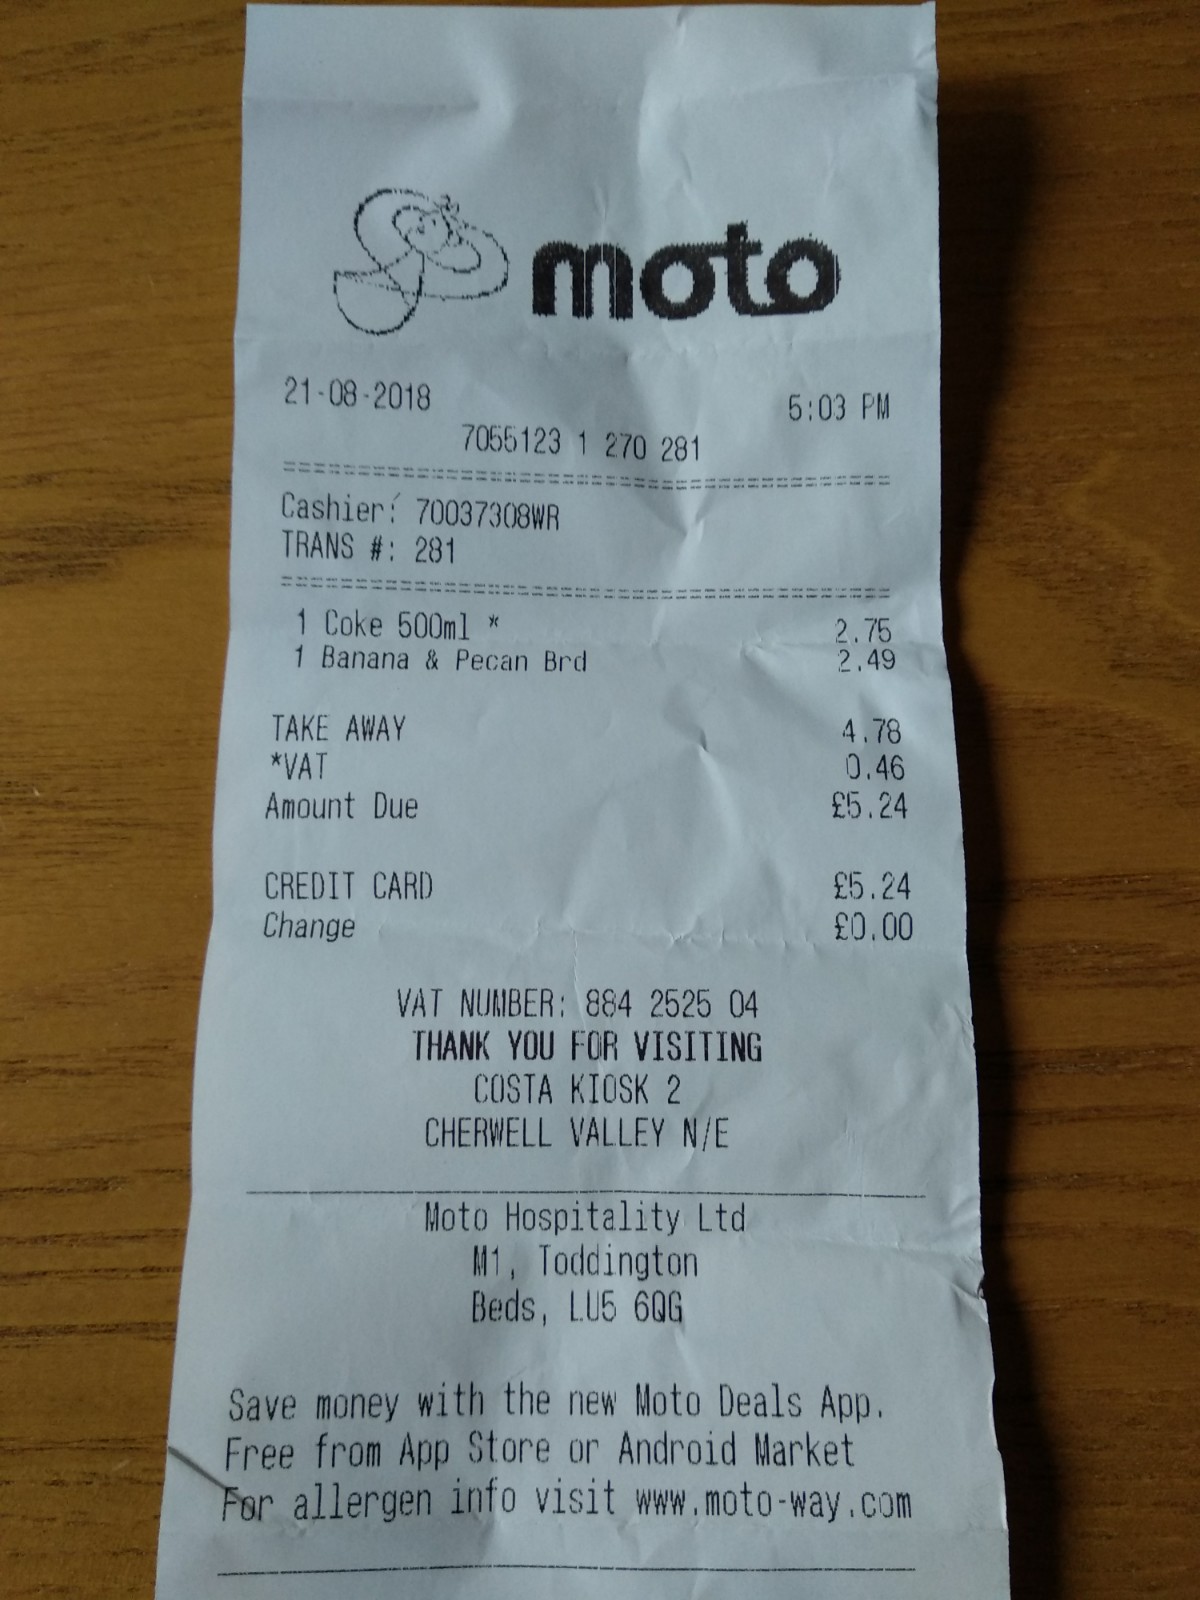 moto
21-08-2018 5:03 PM
7055123 1 270 281
Cashier: 70037308WR
TRANS #: 281
1 Coke 500ml * 2.75
1 Banana & Pecan Brd 2.49
TAKE AWAY 4.78
*VAT 0.46
Amount Due £5.24
CREDIT CARD £5.24
Change £0.00
VAT NUMBER: 884 2525 04
THANK YOU FOR VISITING
COSTA KIOSK 2
CHERWELL VALLEY N/E
Moto Hospitality Ltd
M1, Toddington
Beds, LU5 6QG
Save money with the new Moto Deals App.
Free from App Store or Android Market
For allergen info visit www.moto-way.com